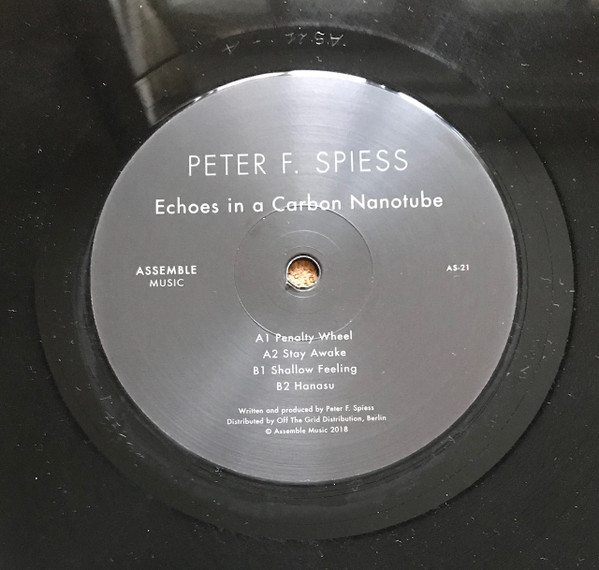 PETER F. SPIESS
Echoes in a Carbon Nanotube
ASSEMBLE
MUSIC
AS-21
A1 Penalty Wheel
A2 Stay Awake
B1 Shallow Feeling
B2 Hanasu
Written and produced by Peter F. Spiess
Distributed by Off The Grid Distribution, Berlin
© Assemble Music 2018